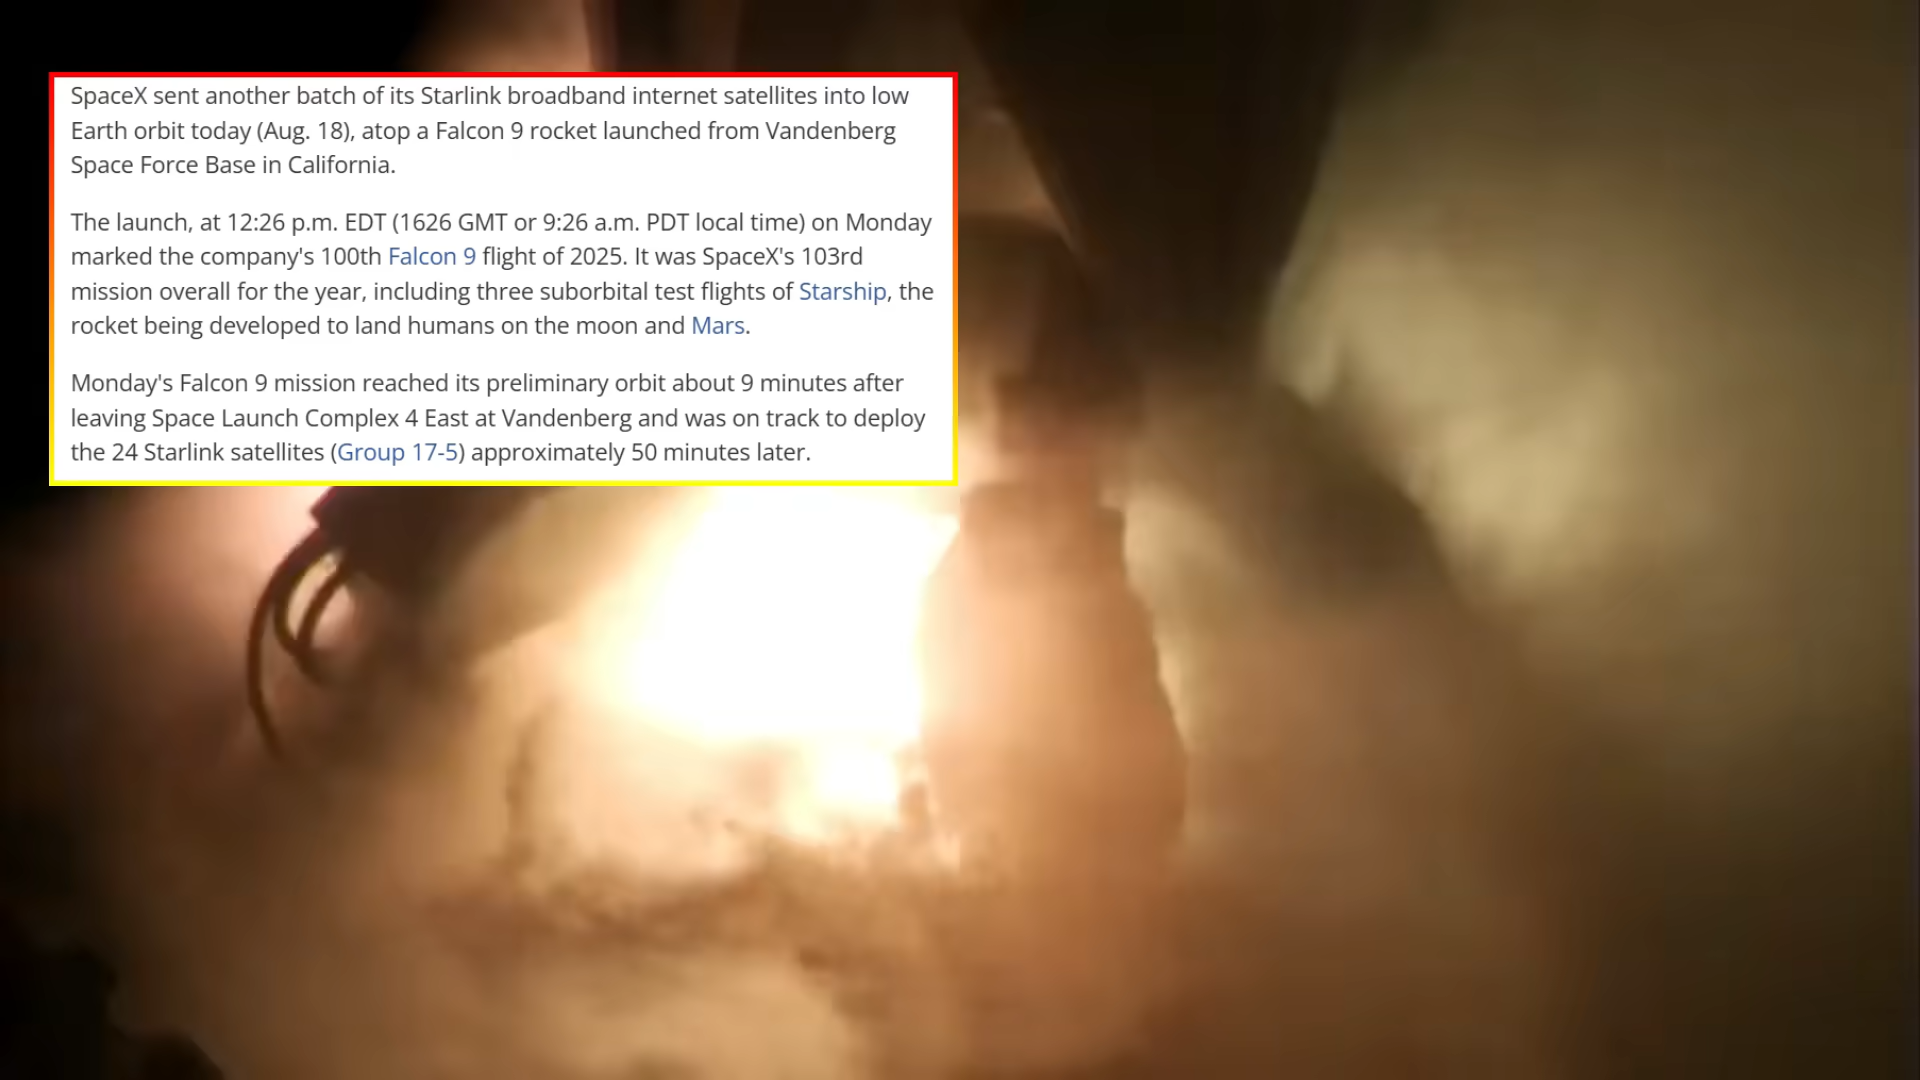 SpaceX sent another batch of its Starlink broadband internet satellites into low
Earth orbit today (Aug. 18), atop a Falcon 9 rocket launched from Vandenberg
Space Force Base in California.
The launch, at 12:26 p.m. EDT (1626 GMT or 9:26 a.m. PDT local time) on Monday
marked the company's 100th Falcon 9 flight of 2025. It was SpaceX's 103rd
mission overall for the year, including three suborbital test flights of Starship, the
rocket being developed to land humans on the moon and Mars.
Monday's Falcon 9 mission reached its preliminary orbit about 9 minutes after
leaving Space Launch Complex 4 East at Vandenberg and was on track to deploy
the 24 Starlink satellites (Group 17-5) approximately 50 minutes later.